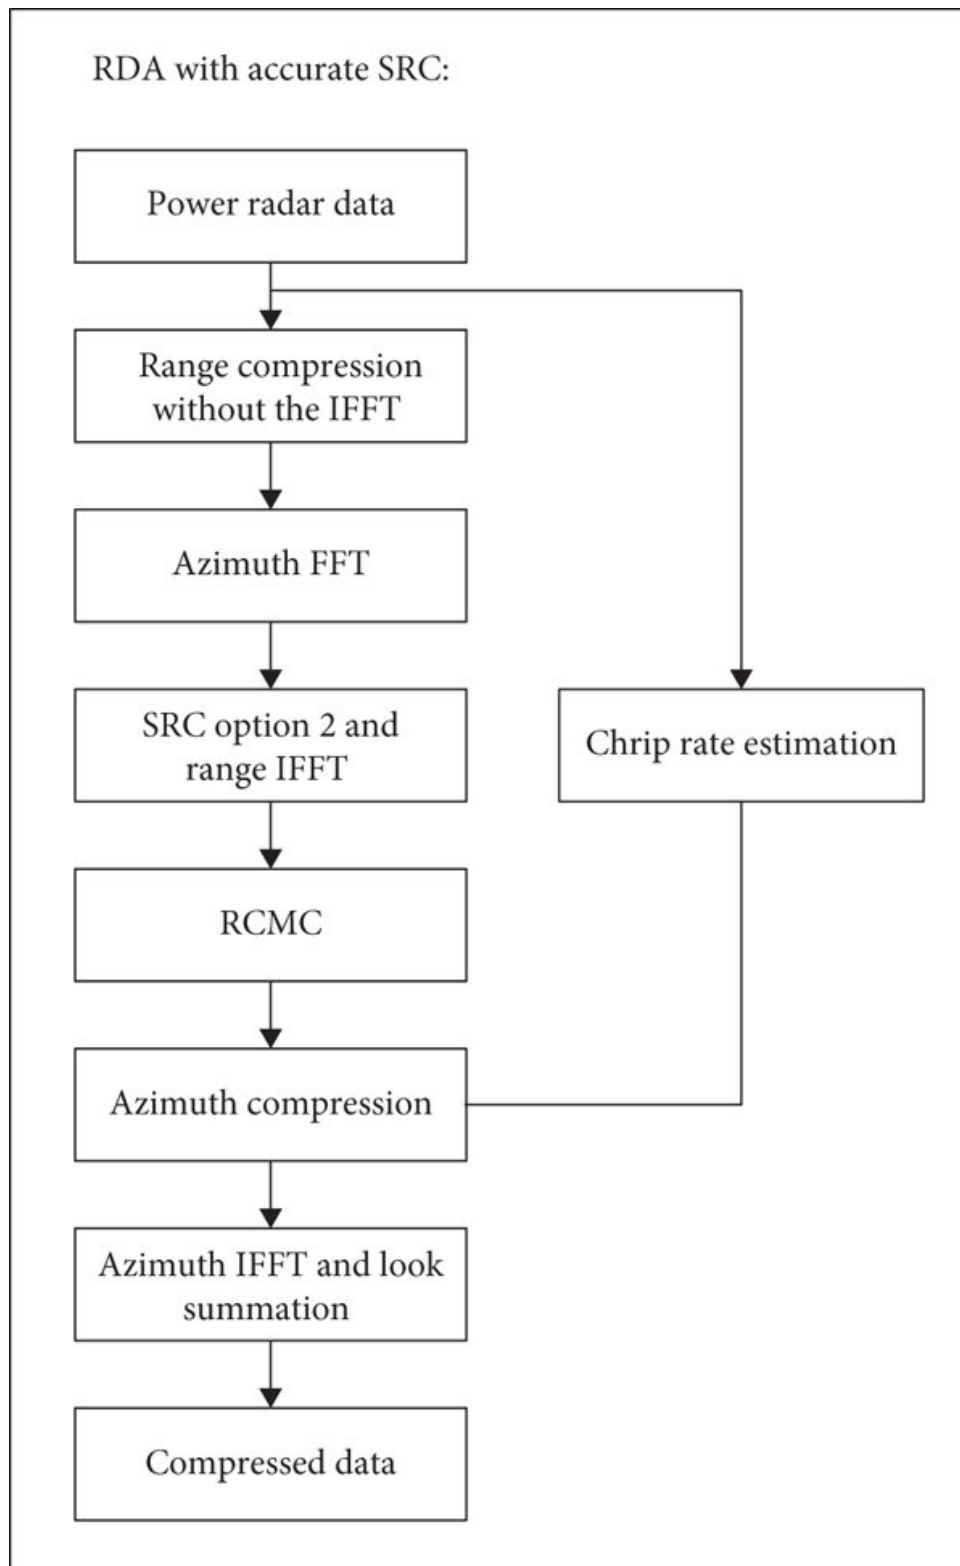 RDA with accurate SRC:
Power radar data
Range compression
without the IFFT
Azimuth FFT
SRC option 2 and
range IFFT
Chrip rate estimation
RCMC
Azimuth compression
Azimuth IFFT and look
summation
Compressed data